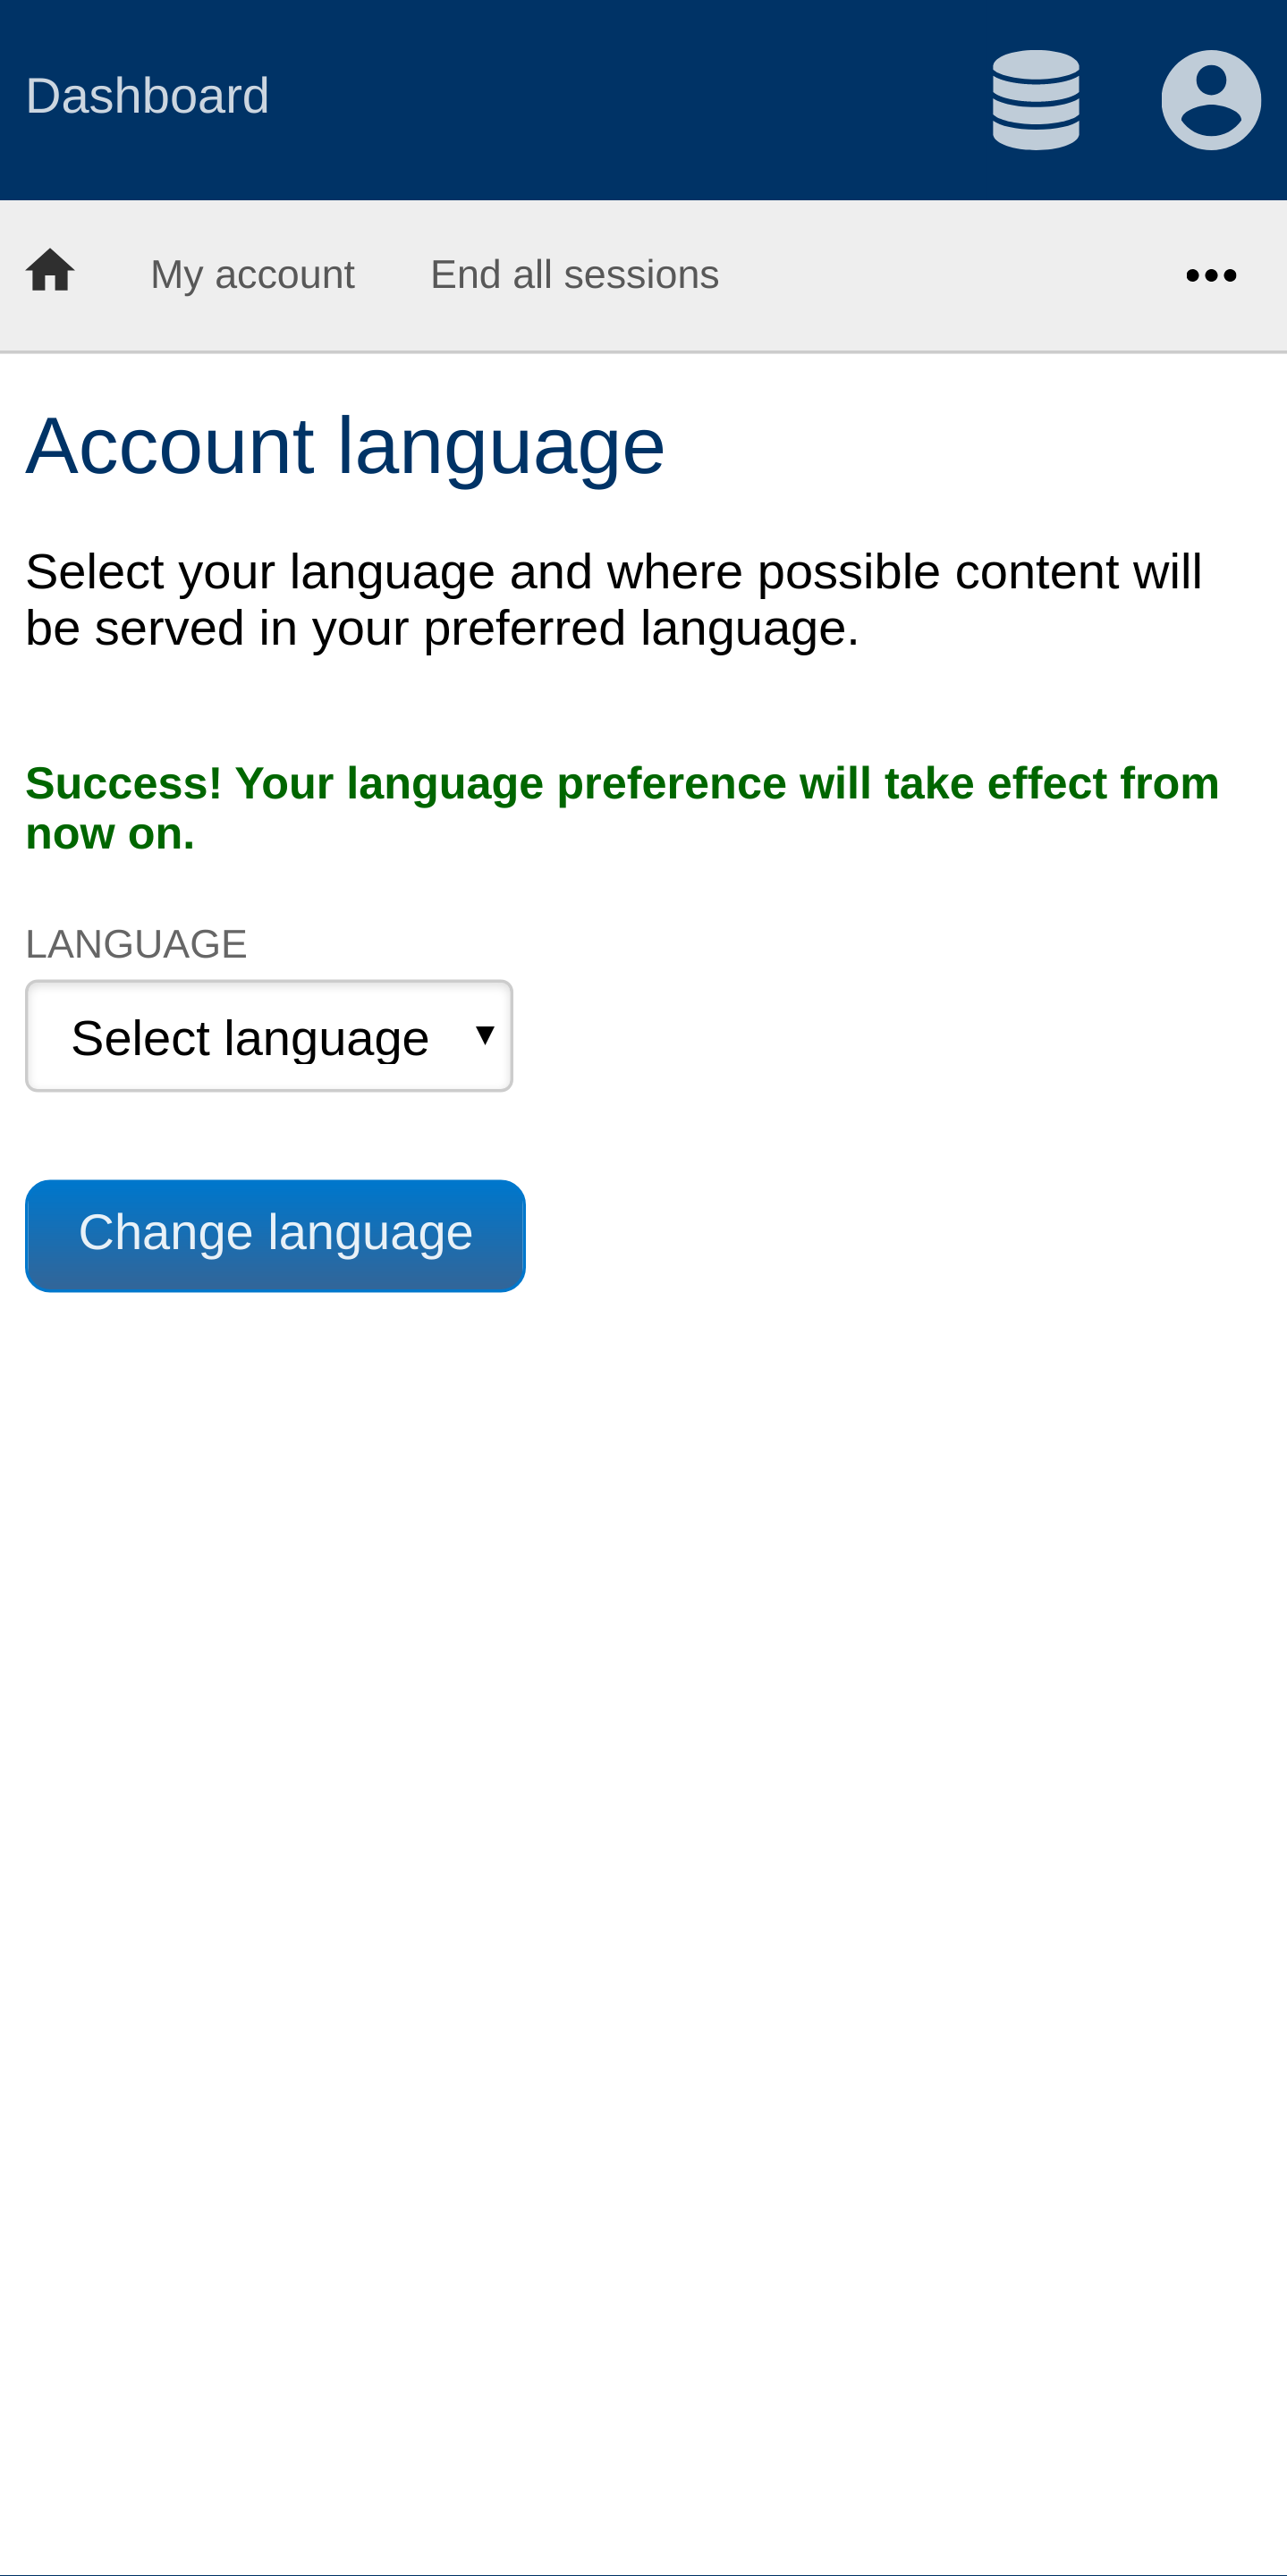 Dashboard
My account End all sessions
Account language
Select your language and where possible content will
be served in your preferred language.
Success! Your language preference will take effect from
now on.
LANGUAGE
Select language
Change language